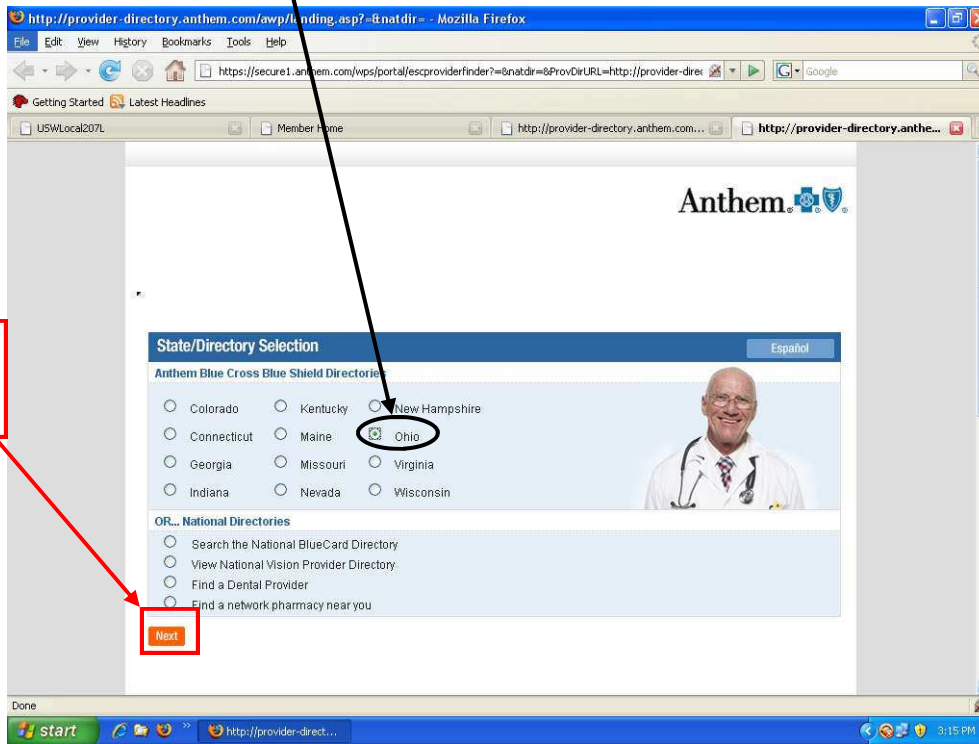 http://provider-directory.anthem.com/awp/landing.asp?=&natdir= - Mozilla Firefox
File Edit View History Bookmarks Tools Help
https://secure1.anthem.com/wps/portal/escproviderfinder?=&natdir=&ProvDirURL=http://provider-direc
G Google
Getting Started Latest Headlines
USWLocal207L Member Home http://provider-directory.anthem.com... http://provider-directory.anthe...
Anthem.
State/Directory Selection Español
Anthem Blue Cross Blue Shield Directories
Colorado Kentucky New Hampshire
Connecticut Maine Ohio
Georgia Missouri Virginia
Indiana Nevada Wisconsin
OR... National Directories
Search the National BlueCard Directory
View National Vision Provider Directory
Find a Dental Provider
Find a network pharmacy near you
Next
Done
start » http://provider-direct... 3:15 PM